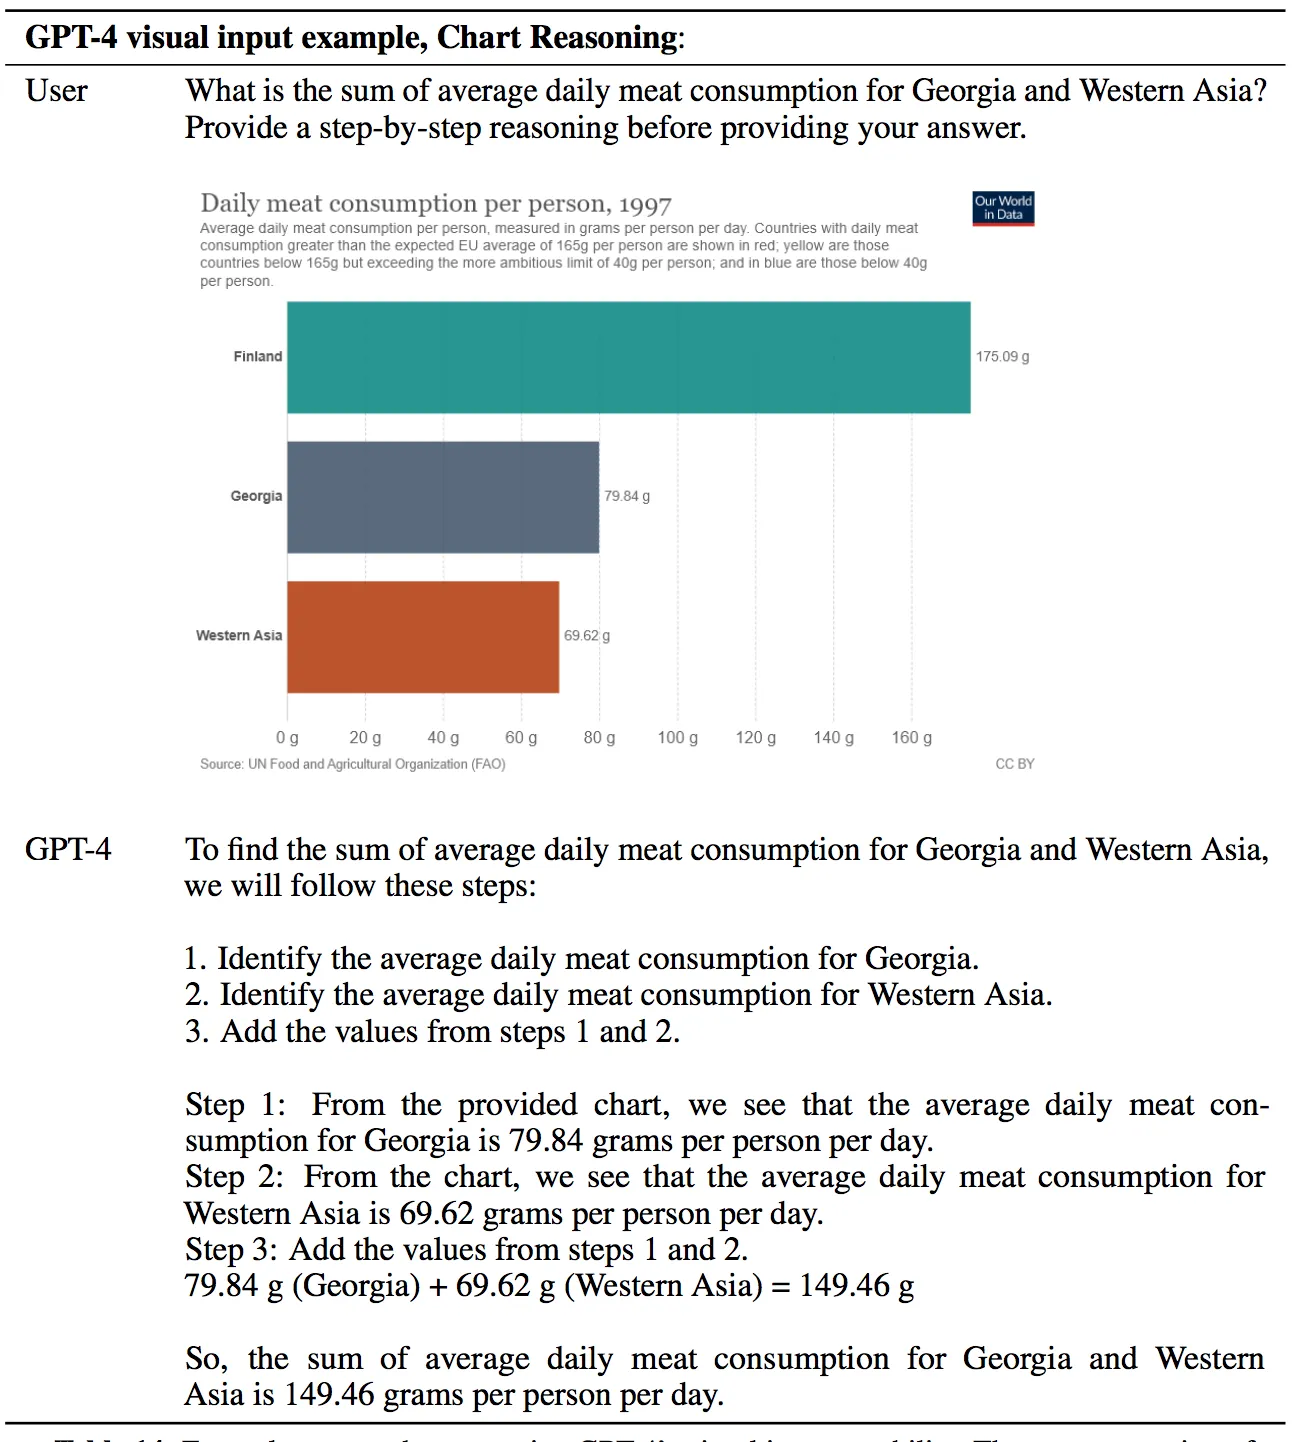 GPT-4 visual input example, Chart Reasoning:
User
What is the sum of average daily meat consumption for Georgia and Western Asia?
Provide a step-by-step reasoning before providing your answer.
Daily meat consumption per person, 1997
Our World
in Data
Average daily meat consumption per person, measured in grams per person per day. Countries with daily meat
consumption greater than the expected EU average of 165g per person are shown in red; yellow are those
countries below 165g but exceeding the more ambitious limit of 40g per person; and in blue are those below 40g
per person.
Finland 175.09 g
Georgia 79.84 g
Western Asia 69.62 g
0 g 20 g 40 g 60 g 80 g 100 g 120 g 140 g 160 g
Source: UN Food and Agricultural Organization (FAO) CC BY
GPT-4
To find the sum of average daily meat consumption for Georgia and Western Asia,
we will follow these steps:
1. Identify the average daily meat consumption for Georgia.
2. Identify the average daily meat consumption for Western Asia.
3. Add the values from steps 1 and 2.
Step 1: From the provided chart, we see that the average daily meat con-
sumption for Georgia is 79.84 grams per person per day.
Step 2: From the chart, we see that the average daily meat consumption for
Western Asia is 69.62 grams per person per day.
Step 3: Add the values from steps 1 and 2.
79.84 g (Georgia) + 69.62 g (Western Asia) = 149.46 g
So, the sum of average daily meat consumption for Georgia and Western
Asia is 149.46 grams per person per day.